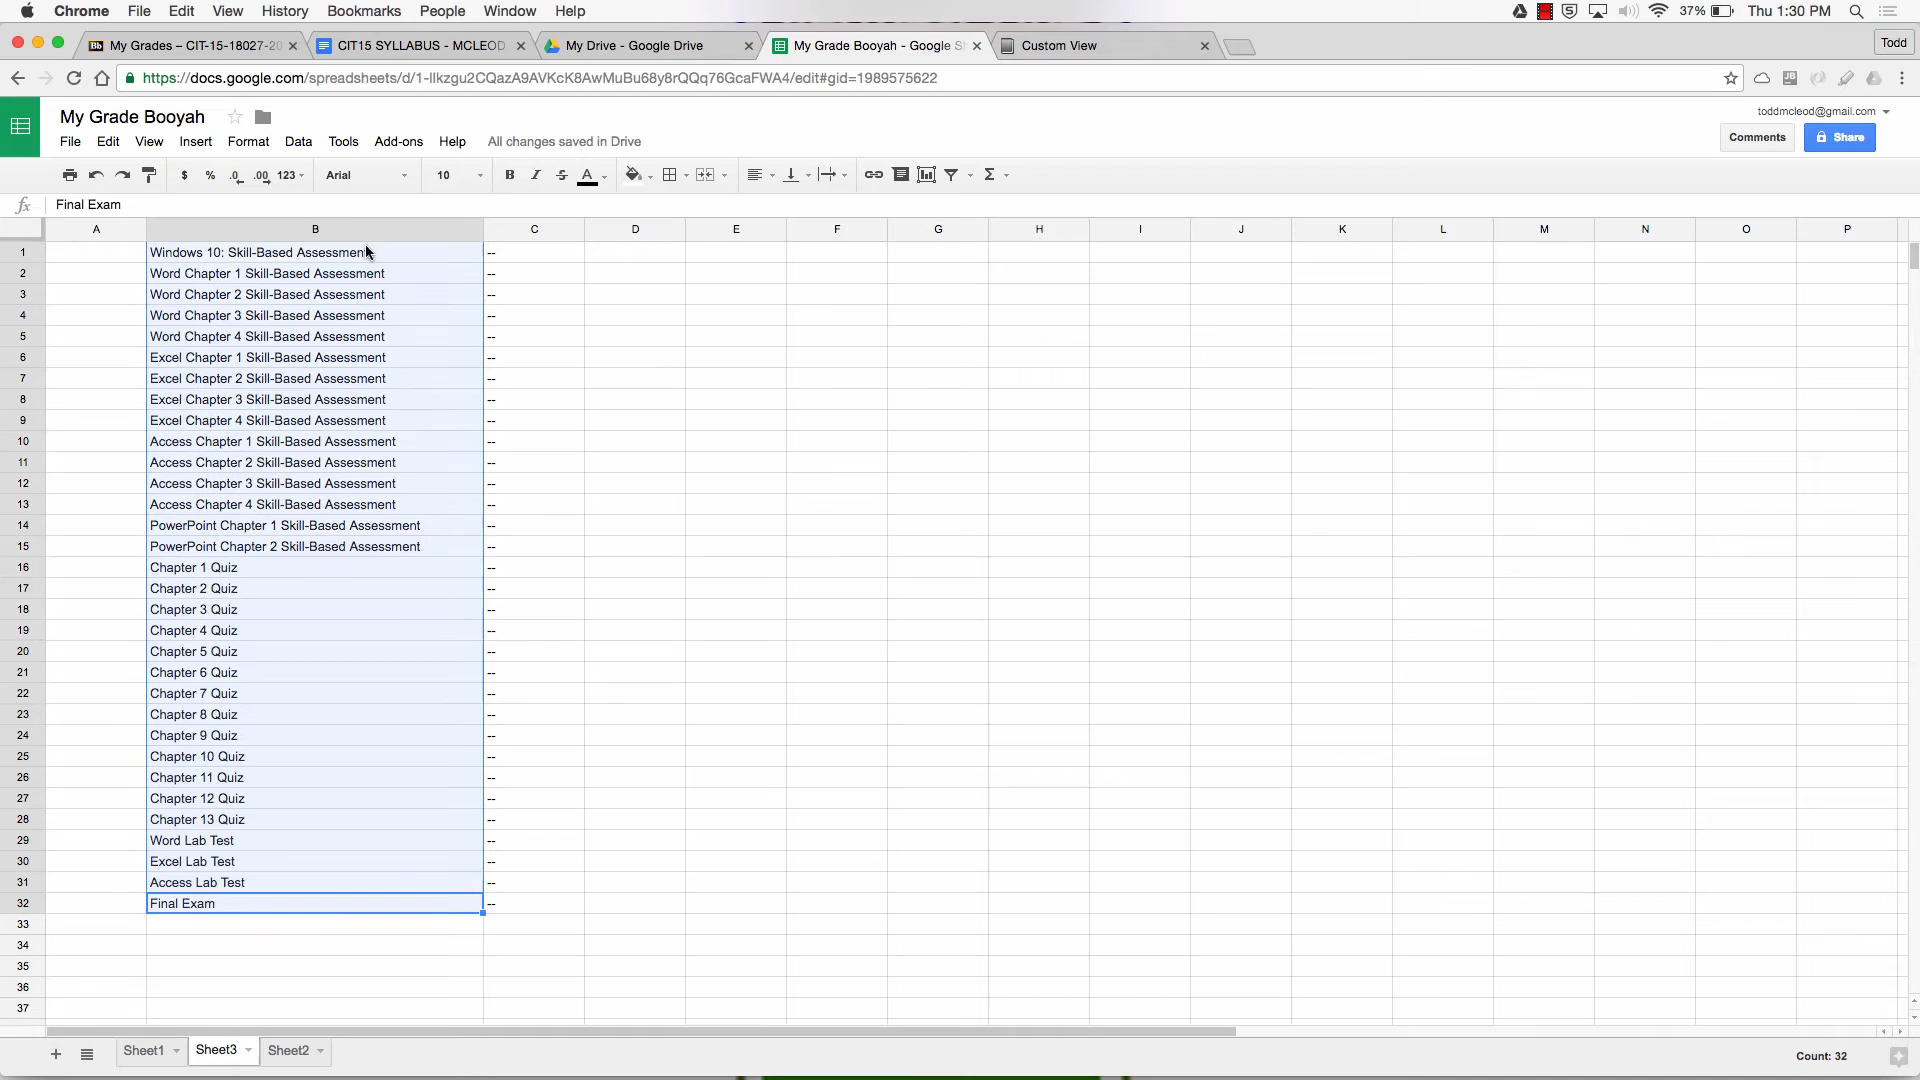 Chrome File Edit View History Bookmarks People Window Help 37% Thu 1:30 PM
My Grades – CIT-15-18027-20 CIT15 SYLLABUS - MCLEOD My Drive - Google Drive My Grade Booyah - Google S Custom View Todd
https://docs.google.com/spreadsheets/d/1-llkzgu2CQazA9AVKcK8AwMuBu68y8rQQq76GcaFWA4/edit#gid=1989575622
My Grade Booyah toddmcleod@gmail.com
File Edit View Insert Format Data Tools Add-ons Help All changes saved in Drive Comments Share
$ % .0 .00 123 Arial 10 B I S A Σ
fx Final Exam
A B C D E F G H I J K L M N O P
1 Windows 10: Skill-Based Assessment --
2 Word Chapter 1 Skill-Based Assessment --
3 Word Chapter 2 Skill-Based Assessment --
4 Word Chapter 3 Skill-Based Assessment --
5 Word Chapter 4 Skill-Based Assessment --
6 Excel Chapter 1 Skill-Based Assessment --
7 Excel Chapter 2 Skill-Based Assessment --
8 Excel Chapter 3 Skill-Based Assessment --
9 Excel Chapter 4 Skill-Based Assessment --
10 Access Chapter 1 Skill-Based Assessment --
11 Access Chapter 2 Skill-Based Assessment --
12 Access Chapter 3 Skill-Based Assessment --
13 Access Chapter 4 Skill-Based Assessment --
14 PowerPoint Chapter 1 Skill-Based Assessment --
15 PowerPoint Chapter 2 Skill-Based Assessment --
16 Chapter 1 Quiz --
17 Chapter 2 Quiz --
18 Chapter 3 Quiz --
19 Chapter 4 Quiz --
20 Chapter 5 Quiz --
21 Chapter 6 Quiz --
22 Chapter 7 Quiz --
23 Chapter 8 Quiz --
24 Chapter 9 Quiz --
25 Chapter 10 Quiz --
26 Chapter 11 Quiz --
27 Chapter 12 Quiz --
28 Chapter 13 Quiz --
29 Word Lab Test --
30 Excel Lab Test --
31 Access Lab Test --
32 Final Exam --
33
34
35
36
37
Sheet1 Sheet3 Sheet2 Count: 32